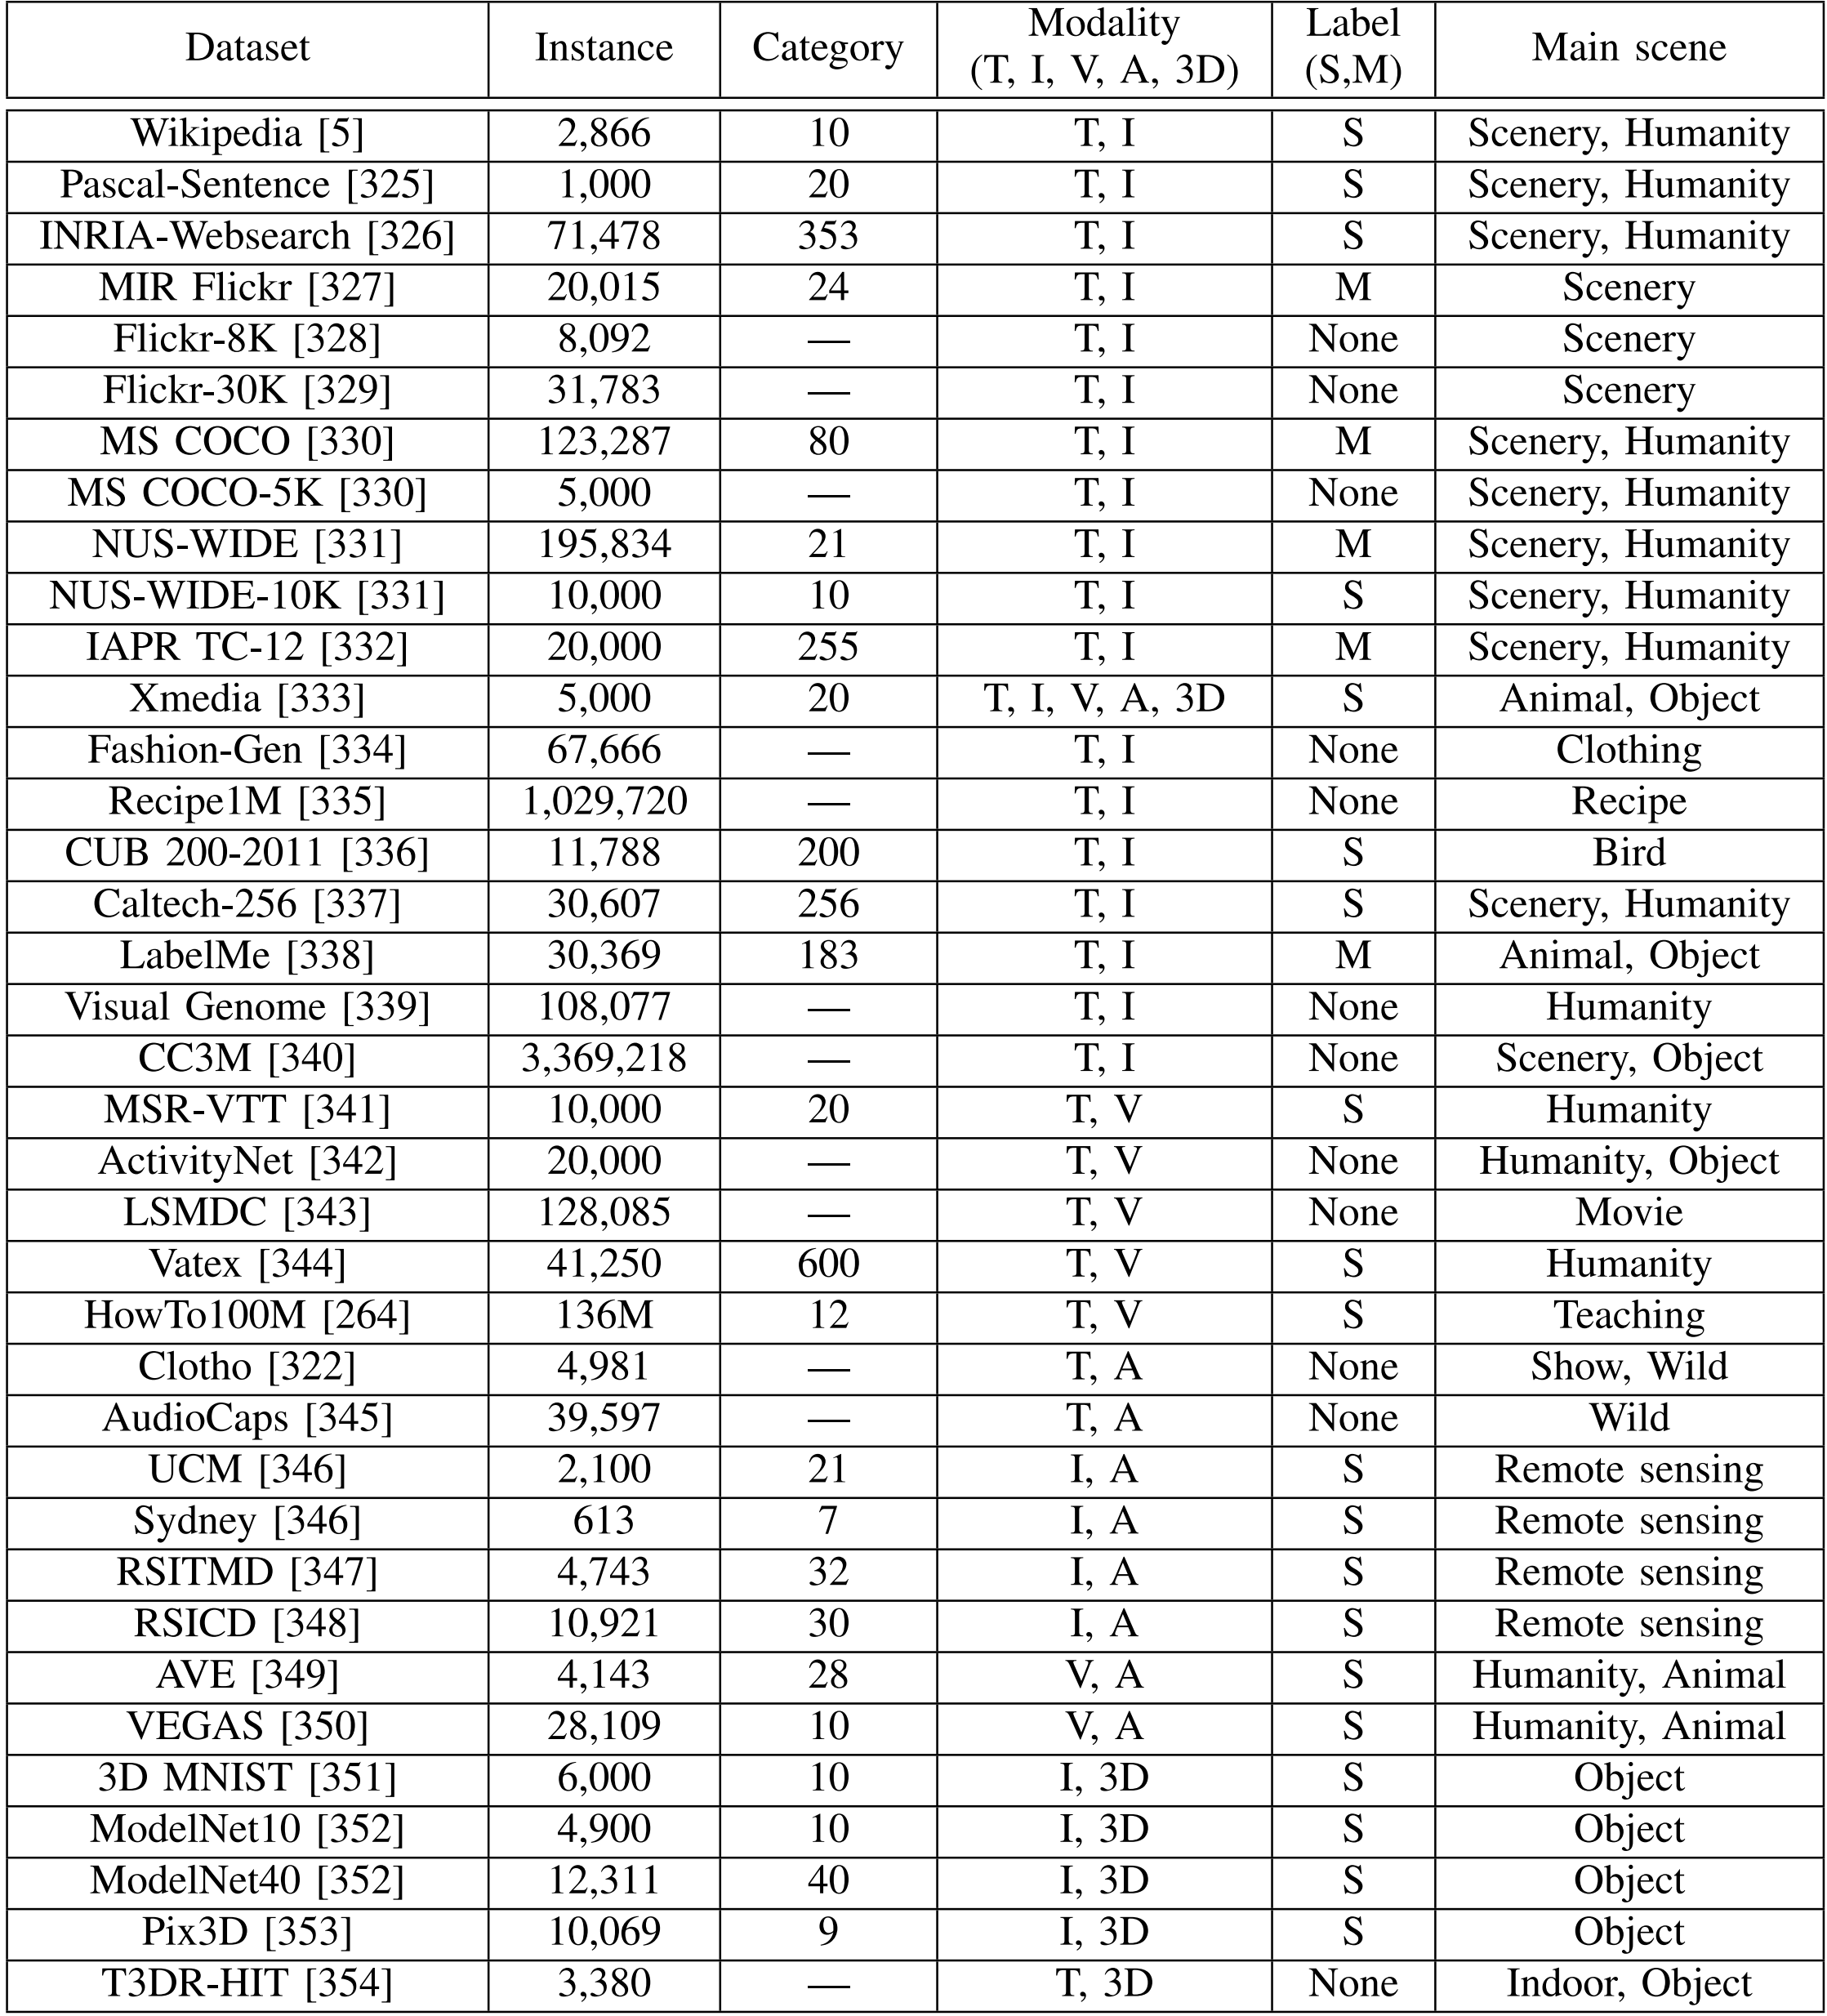 Dataset Instance Category Modality (T, I, V, A, 3D) Label (S,M) Main scene
Wikipedia [5] 2,866 10 T, I S Scenery, Humanity
Pascal-Sentence [325] 1,000 20 T, I S Scenery, Humanity
INRIA-Websearch [326] 71,478 353 T, I S Scenery, Humanity
MIR Flickr [327] 20,015 24 T, I M Scenery
Flickr-8K [328] 8,092 — T, I None Scenery
Flickr-30K [329] 31,783 — T, I None Scenery
MS COCO [330] 123,287 80 T, I M Scenery, Humanity
MS COCO-5K [330] 5,000 — T, I None Scenery, Humanity
NUS-WIDE [331] 195,834 21 T, I M Scenery, Humanity
NUS-WIDE-10K [331] 10,000 10 T, I S Scenery, Humanity
IAPR TC-12 [332] 20,000 255 T, I M Scenery, Humanity
Xmedia [333] 5,000 20 T, I, V, A, 3D S Animal, Object
Fashion-Gen [334] 67,666 — T, I None Clothing
Recipe1M [335] 1,029,720 — T, I None Recipe
CUB 200-2011 [336] 11,788 200 T, I S Bird
Caltech-256 [337] 30,607 256 T, I S Scenery, Humanity
LabelMe [338] 30,369 183 T, I M Animal, Object
Visual Genome [339] 108,077 — T, I None Humanity
CC3M [340] 3,369,218 — T, I None Scenery, Object
MSR-VTT [341] 10,000 20 T, V S Humanity
ActivityNet [342] 20,000 — T, V None Humanity, Object
LSMDC [343] 128,085 — T, V None Movie
Vatex [344] 41,250 600 T, V S Humanity
HowTo100M [264] 136M 12 T, V S Teaching
Clotho [322] 4,981 — T, A None Show, Wild
AudioCaps [345] 39,597 — T, A None Wild
UCM [346] 2,100 21 I, A S Remote sensing
Sydney [346] 613 7 I, A S Remote sensing
RSITMD [347] 4,743 32 I, A S Remote sensing
RSICD [348] 10,921 30 I, A S Remote sensing
AVE [349] 4,143 28 V, A S Humanity, Animal
VEGAS [350] 28,109 10 V, A S Humanity, Animal
3D MNIST [351] 6,000 10 I, 3D S Object
ModelNet10 [352] 4,900 10 I, 3D S Object
ModelNet40 [352] 12,311 40 I, 3D S Object
Pix3D [353] 10,069 9 I, 3D S Object
T3DR-HIT [354] 3,380 — T, 3D None Indoor, Object